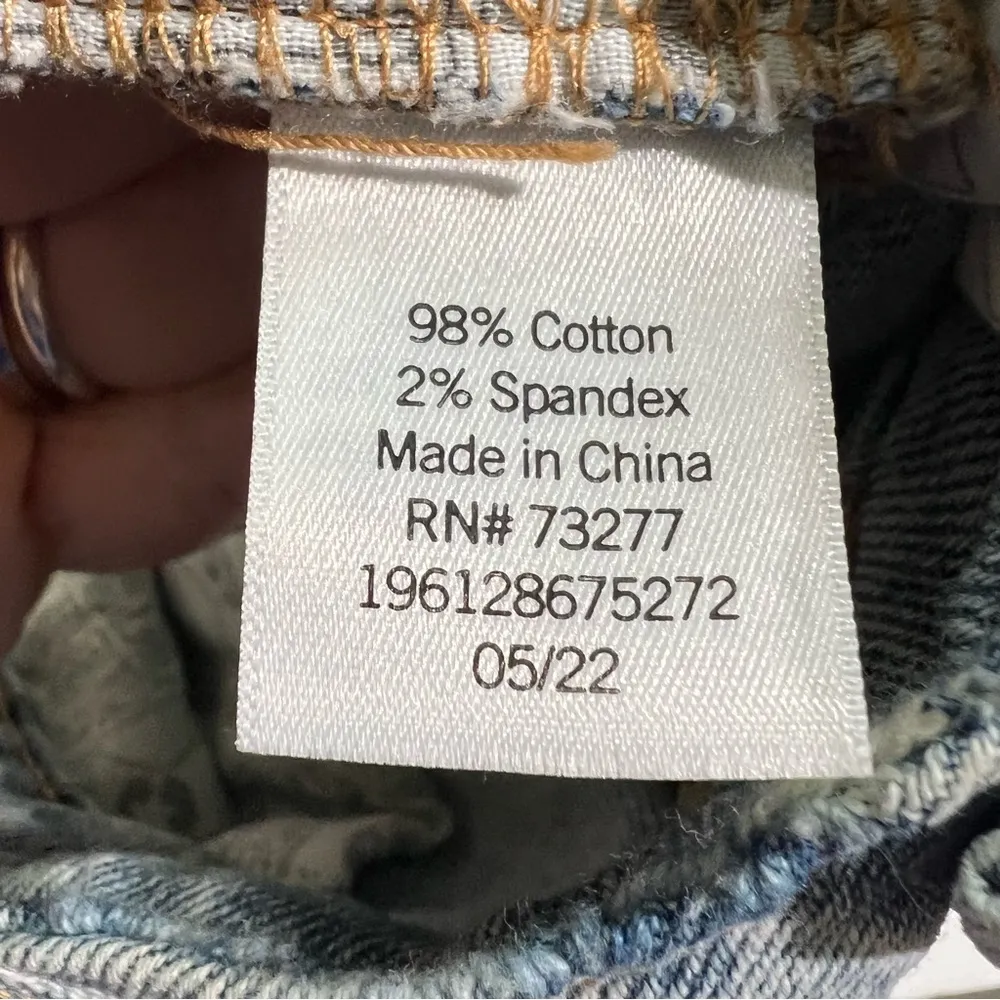 98% Cotton
2% Spandex
Made in China
RN# 73277
196128675272
05/22